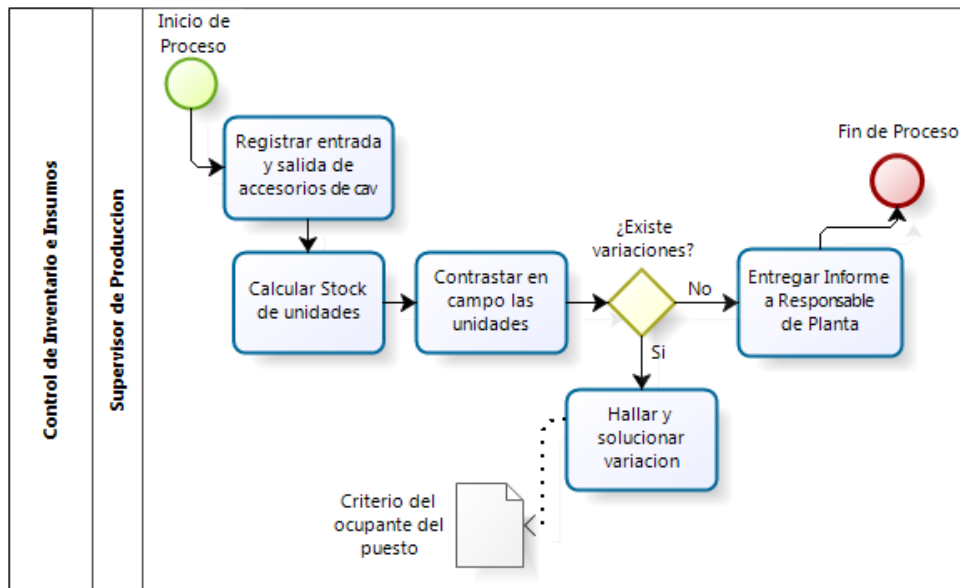 Control de Inventario e Insumos
Supervisor de Produccion
Inicio de
Proceso
Registrar entrada
y salida de
accesorios de cav
Calcular Stock
de unidades
Contrastar en
campo las
unidades
¿Existe
variaciones?
No
Si
Entregar Informe
a Responsable
de Planta
Fin de Proceso
Hallar y
solucionar
variacion
Criterio del
ocupante del
puesto